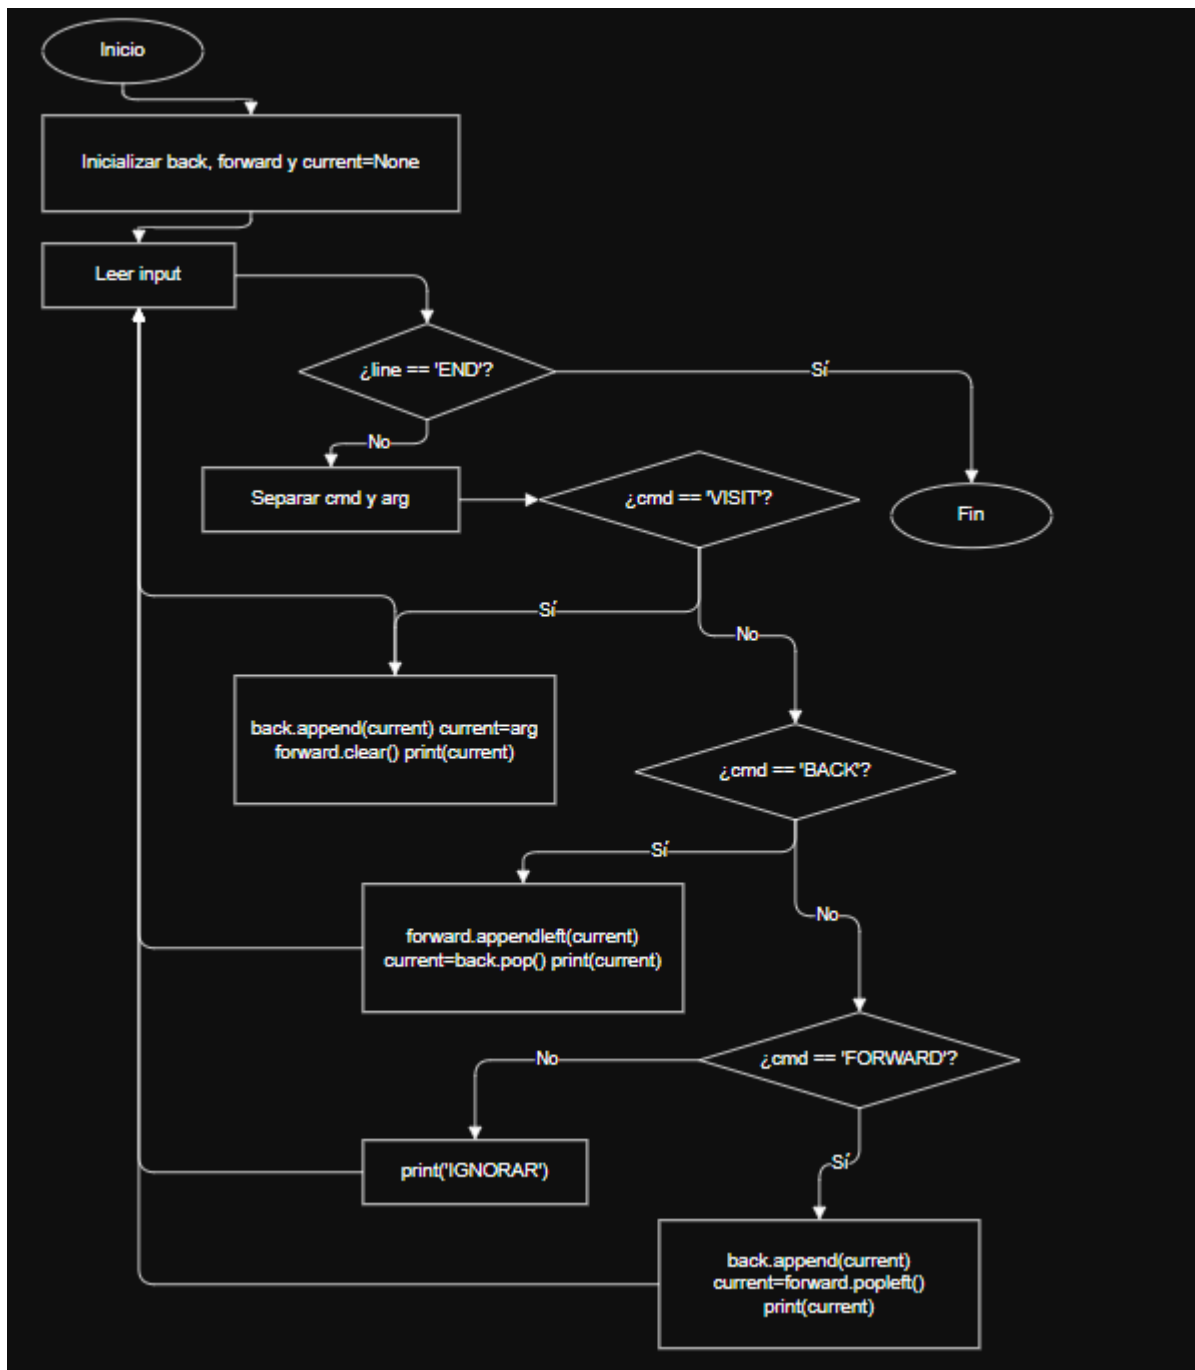 Inicio
Inicializar back, forward y current=None
Leer input
¿line == 'END'?
Sí
No
Separar cmd y arg
¿cmd == 'VISIT'?
Fin
Sí
No
back.append(current) current=arg
forward.clear() print(current)
¿cmd == 'BACK'?
Sí
No
forward.appendleft(current)
current=back.pop() print(current)
¿cmd == 'FORWARD'?
No
Sí
print('IGNORAR')
back.append(current)
current=forward.popleft()
print(current)